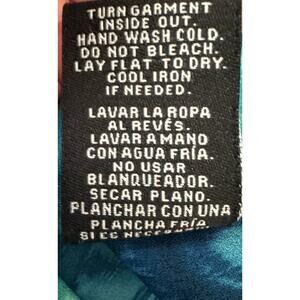 TURN GARMENT
INSIDE OUT.
HAND WASH COLD.
DO NOT BLEACH.
LAY FLAT TO DRY.
COOL IRON
IF NEEDED.
LAVAR LA ROPA
AL REVÉS.
LAVAR A MANO
CON AGUA FRÍA.
NO USAR
BLANQUEADOR.
SECAR PLANO.
PLANCHAR CON UNA
PLANCHA FRÍA
SI ES